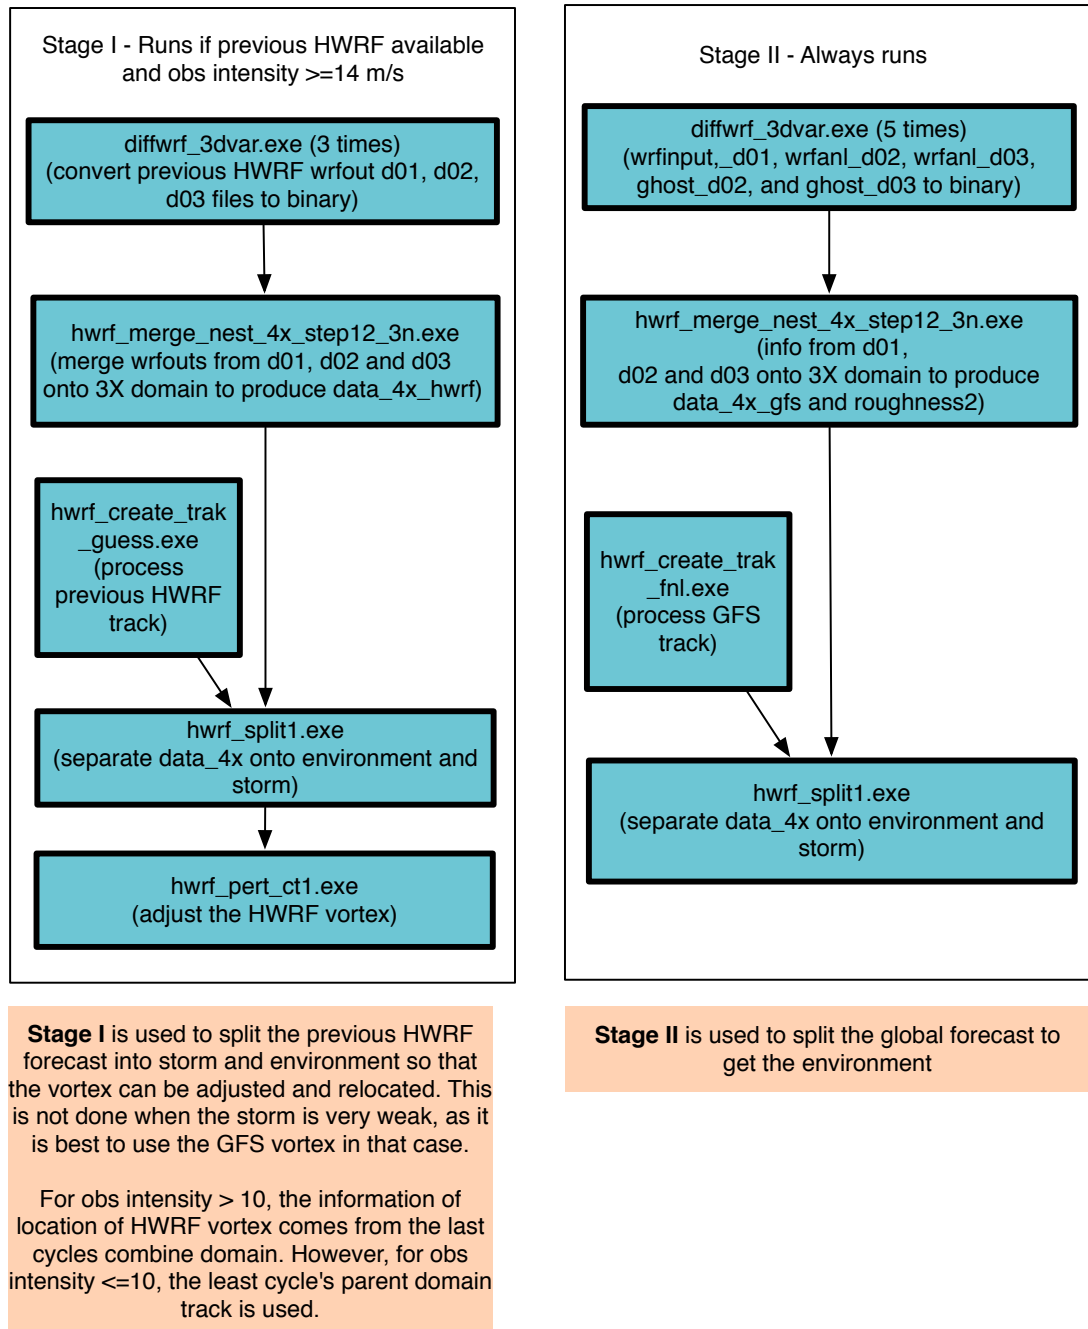 Stage I - Runs if previous HWRF available
and obs intensity >=14 m/s
diffwrf_3dvar.exe (3 times)
(convert previous HWRF wrfout d01, d02,
d03 files to binary)
hwrf_merge_nest_4x_step12_3n.exe
(merge wrfouts from d01, d02 and d03
onto 3X domain to produce data_4x_hwrf)
hwrf_create_trak
_guess.exe
(process
previous HWRF
track)
hwrf_split1.exe
(separate data_4x onto environment and
storm)
hwrf_pert_ct1.exe
(adjust the HWRF vortex)
Stage I is used to split the previous HWRF
forecast into storm and environment so that
the vortex can be adjusted and relocated. This
is not done when the storm is very weak, as it
is best to use the GFS vortex in that case.
For obs intensity > 10, the information of
location of HWRF vortex comes from the last
cycles combine domain. However, for obs
intensity <=10, the least cycle's parent domain
track is used.
Stage II - Always runs
diffwrf_3dvar.exe (5 times)
(wrfinput,_d01, wrfanl_d02, wrfanl_d03,
ghost_d02, and ghost_d03 to binary)
hwrf_merge_nest_4x_step12_3n.exe
(info from d01,
d02 and d03 onto 3X domain to produce
data_4x_gfs and roughness2)
hwrf_create_trak
_fnl.exe
(process GFS
track)
hwrf_split1.exe
(separate data_4x onto environment and
storm)
Stage II is used to split the global forecast to
get the environment